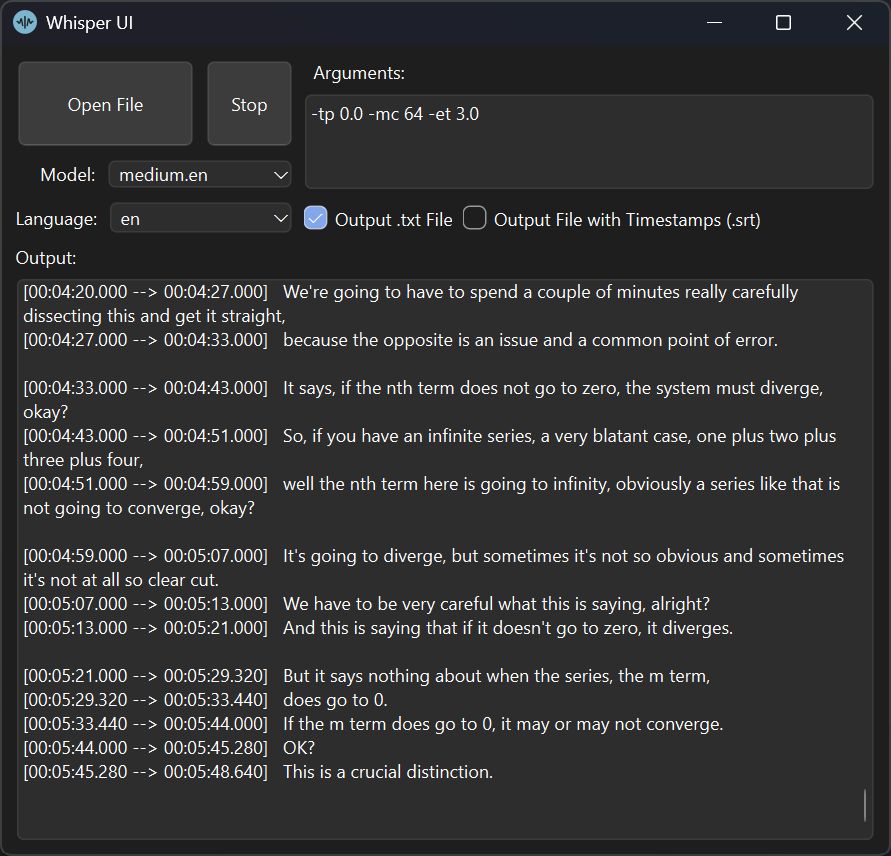 Whisper UI
Open File
Stop
Arguments:
-tp 0.0 -mc 64 -et 3.0
Model:
medium.en
Language:
en
Output .txt File
Output File with Timestamps (.srt)
Output:
[00:04:20.000 --> 00:04:27.000]   We're going to have to spend a couple of minutes really carefully
dissecting this and get it straight,
[00:04:27.000 --> 00:04:33.000]   because the opposite is an issue and a common point of error.
[00:04:33.000 --> 00:04:43.000]   It says, if the nth term does not go to zero, the system must diverge,
okay?
[00:04:43.000 --> 00:04:51.000]   So, if you have an infinite series, a very blatant case, one plus two plus
three plus four,
[00:04:51.000 --> 00:04:59.000]   well the nth term here is going to infinity, obviously a series like that is
not going to converge, okay?
[00:04:59.000 --> 00:05:07.000]   It's going to diverge, but sometimes it's not so obvious and sometimes
it's not at all so clear cut.
[00:05:07.000 --> 00:05:13.000]   We have to be very careful what this is saying, alright?
[00:05:13.000 --> 00:05:21.000]   And this is saying that if it doesn't go to zero, it diverges.
[00:05:21.000 --> 00:05:29.320]   But it says nothing about when the series, the m term,
[00:05:29.320 --> 00:05:33.440]   does go to 0.
[00:05:33.440 --> 00:05:44.000]   If the m term does go to 0, it may or may not converge.
[00:05:44.000 --> 00:05:45.280]   OK?
[00:05:45.280 --> 00:05:48.640]   This is a crucial distinction.